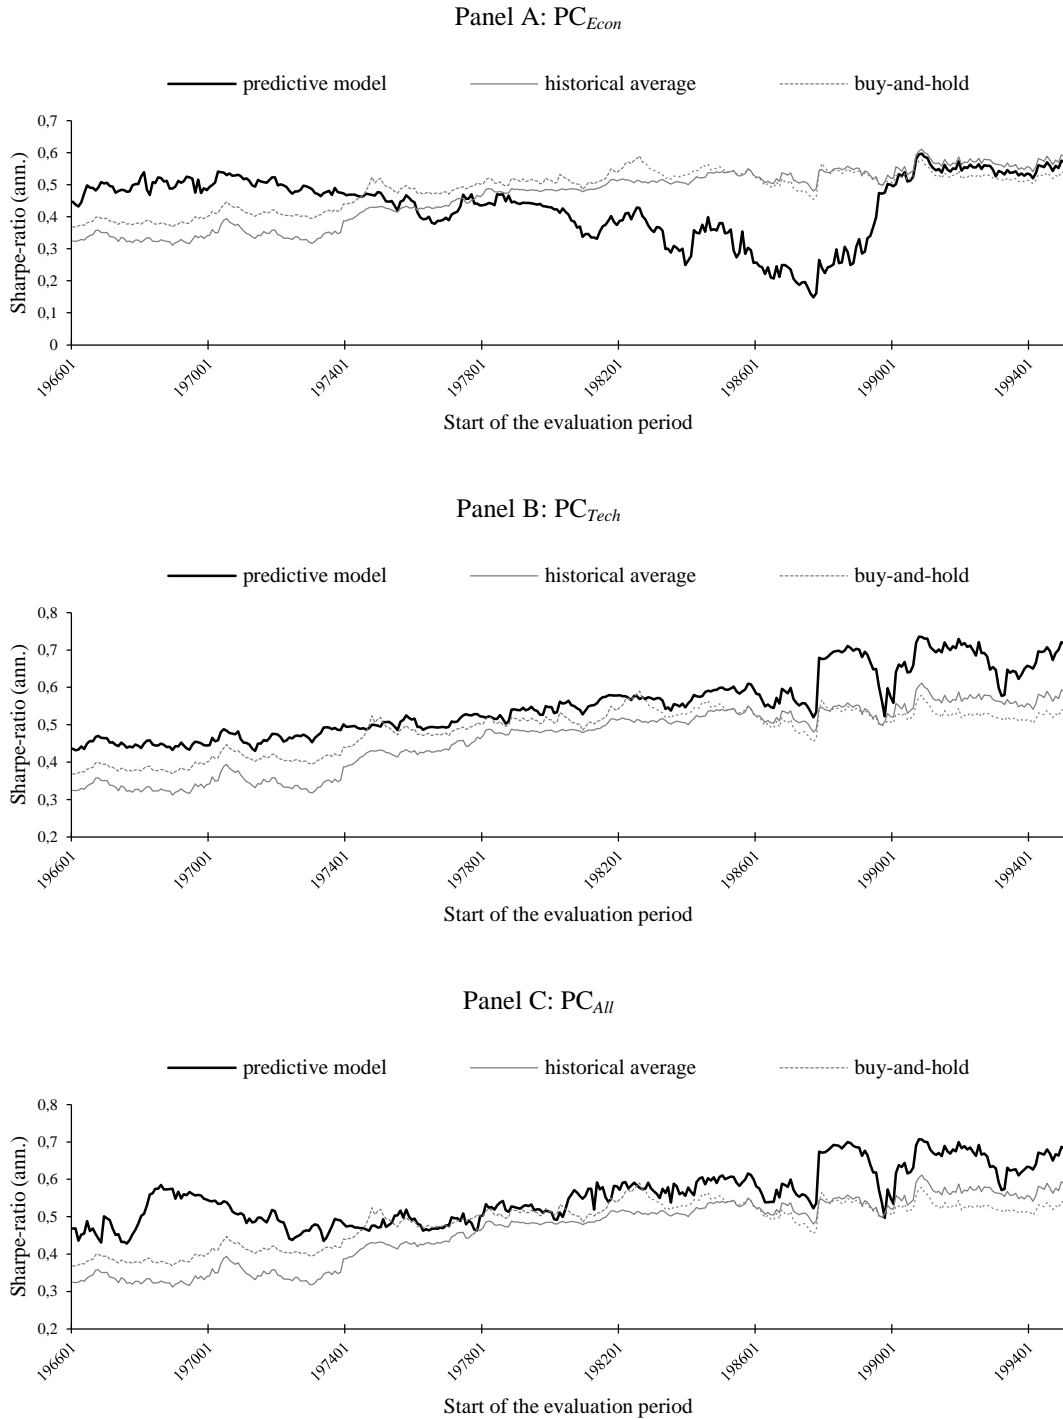 Panel A: PC_Econ
predictive model historical average buy-and-hold
Sharpe-ratio (ann.)
0,7
0,6
0,5
0,4
0,3
0,2
0,1
0
196601 197001 197401 197801 198201 198601 199001 199401
Start of the evaluation period
Panel B: PC_Tech
predictive model historical average buy-and-hold
Sharpe-ratio (ann.)
0,8
0,7
0,6
0,5
0,4
0,3
0,2
196601 197001 197401 197801 198201 198601 199001 199401
Start of the evaluation period
Panel C: PC_All
predictive model historical average buy-and-hold
Sharpe-ratio (ann.)
0,8
0,7
0,6
0,5
0,4
0,3
0,2
196601 197001 197401 197801 198201 198601 199001 199401
Start of the evaluation period